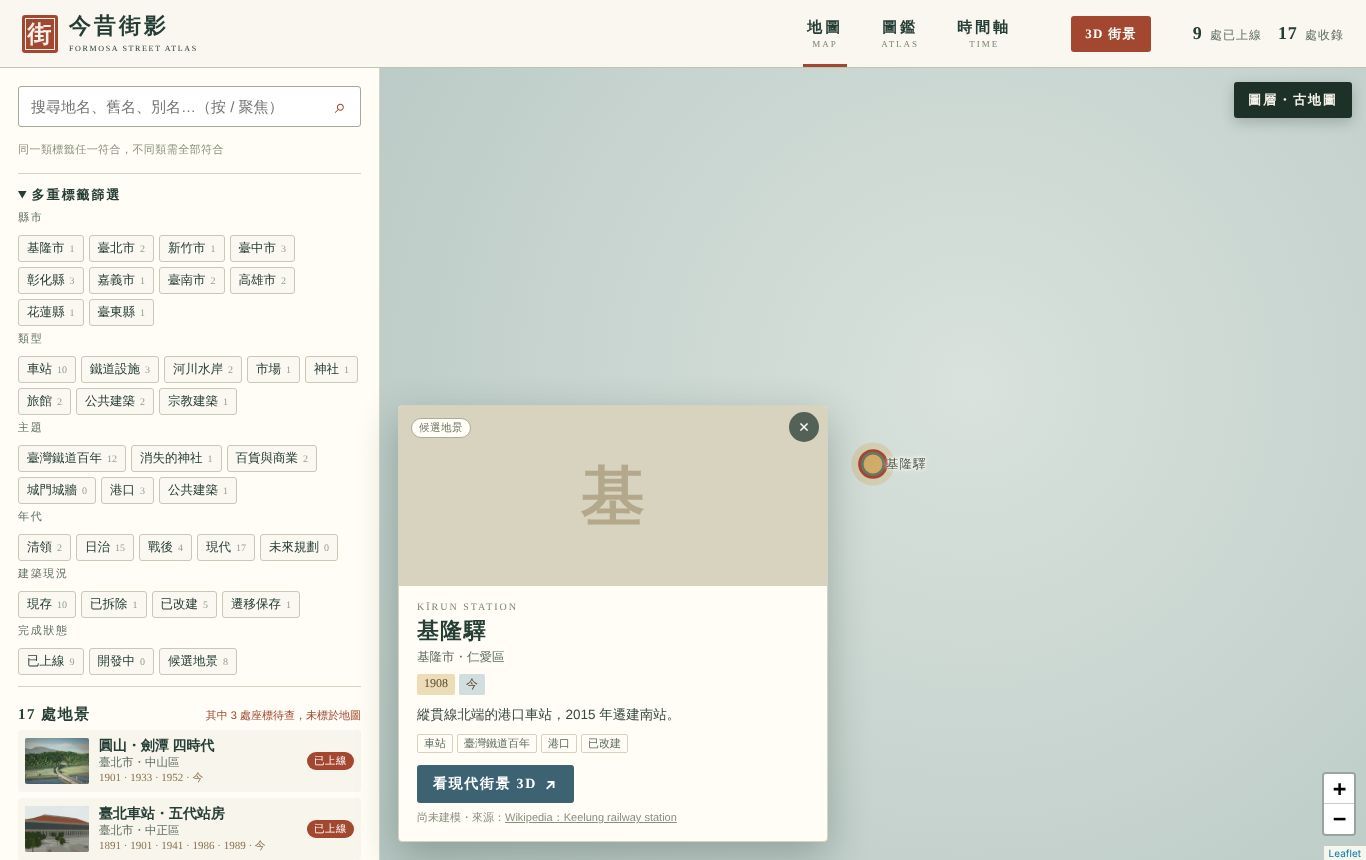 街
今昔街影
FORMOSA STREET ATLAS
地圖
MAP
圖鑑
ATLAS
時間軸
TIME
3D 街景
9 處已上線 17 處收錄
搜尋地名、舊名、別名…（按 / 聚焦）
同一類標籤任一符合，不同類需全部符合
▼ 多重標籤篩選
縣市
基隆市 1 臺北市 2 新竹市 1 臺中市 3
彰化縣 3 嘉義市 1 臺南市 2 高雄市 2
花蓮縣 1 臺東縣 1
類型
車站 10 鐵道設施 3 河川水岸 2 市場 1 神社 1
旅館 2 公共建築 2 宗教建築 1
主題
臺灣鐵道百年 12 消失的神社 1 百貨與商業 2
城門城牆 0 港口 3 公共建築 1
年代
清領 2 日治 15 戰後 4 現代 17 未來規劃 0
建築現況
現存 10 已拆除 1 已改建 5 遷移保存 1
完成狀態
已上線 9 開發中 0 候選地景 8
17 處地景 其中 3 處座標待查，未標於地圖
圓山・劍潭 四時代
臺北市・中山區
1901 · 1933 · 1952 · 今
已上線
臺北車站・五代站房
臺北市・中正區
1891 · 1901 · 1941 · 1986 · 1989 · 今
已上線
圖層・古地圖
基隆驛
候選地景
×
基
KĪRUN STATION
基隆驛
基隆市・仁愛區
1908 今
縱貫線北端的港口車站，2015 年遷建南站。
車站 臺灣鐵道百年 港口 已改建
看現代街景 3D ↗
尚未建模・來源：Wikipedia：Keelung railway station
+
−
Leaflet